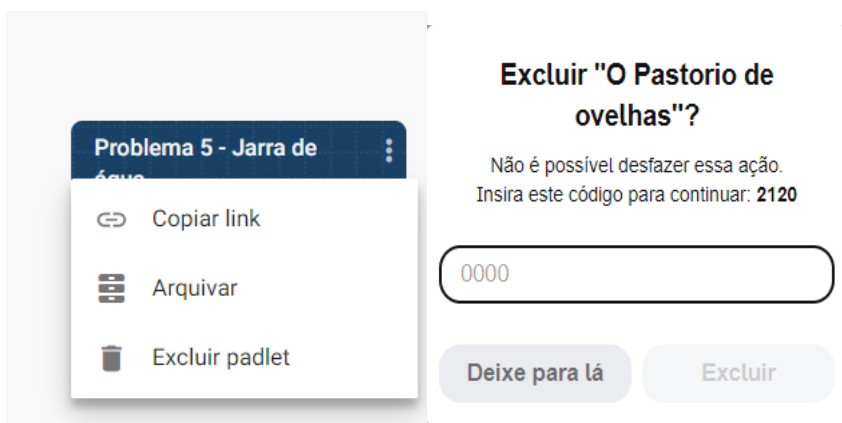 Problema 5 - Jarra de
água
Copiar link
Arquivar
Excluir padlet
Excluir "O Pastorio de
ovelhas"?
Não é possível desfazer essa ação.
Insira este código para continuar: 2120
0000
Deixe para lá
Excluir